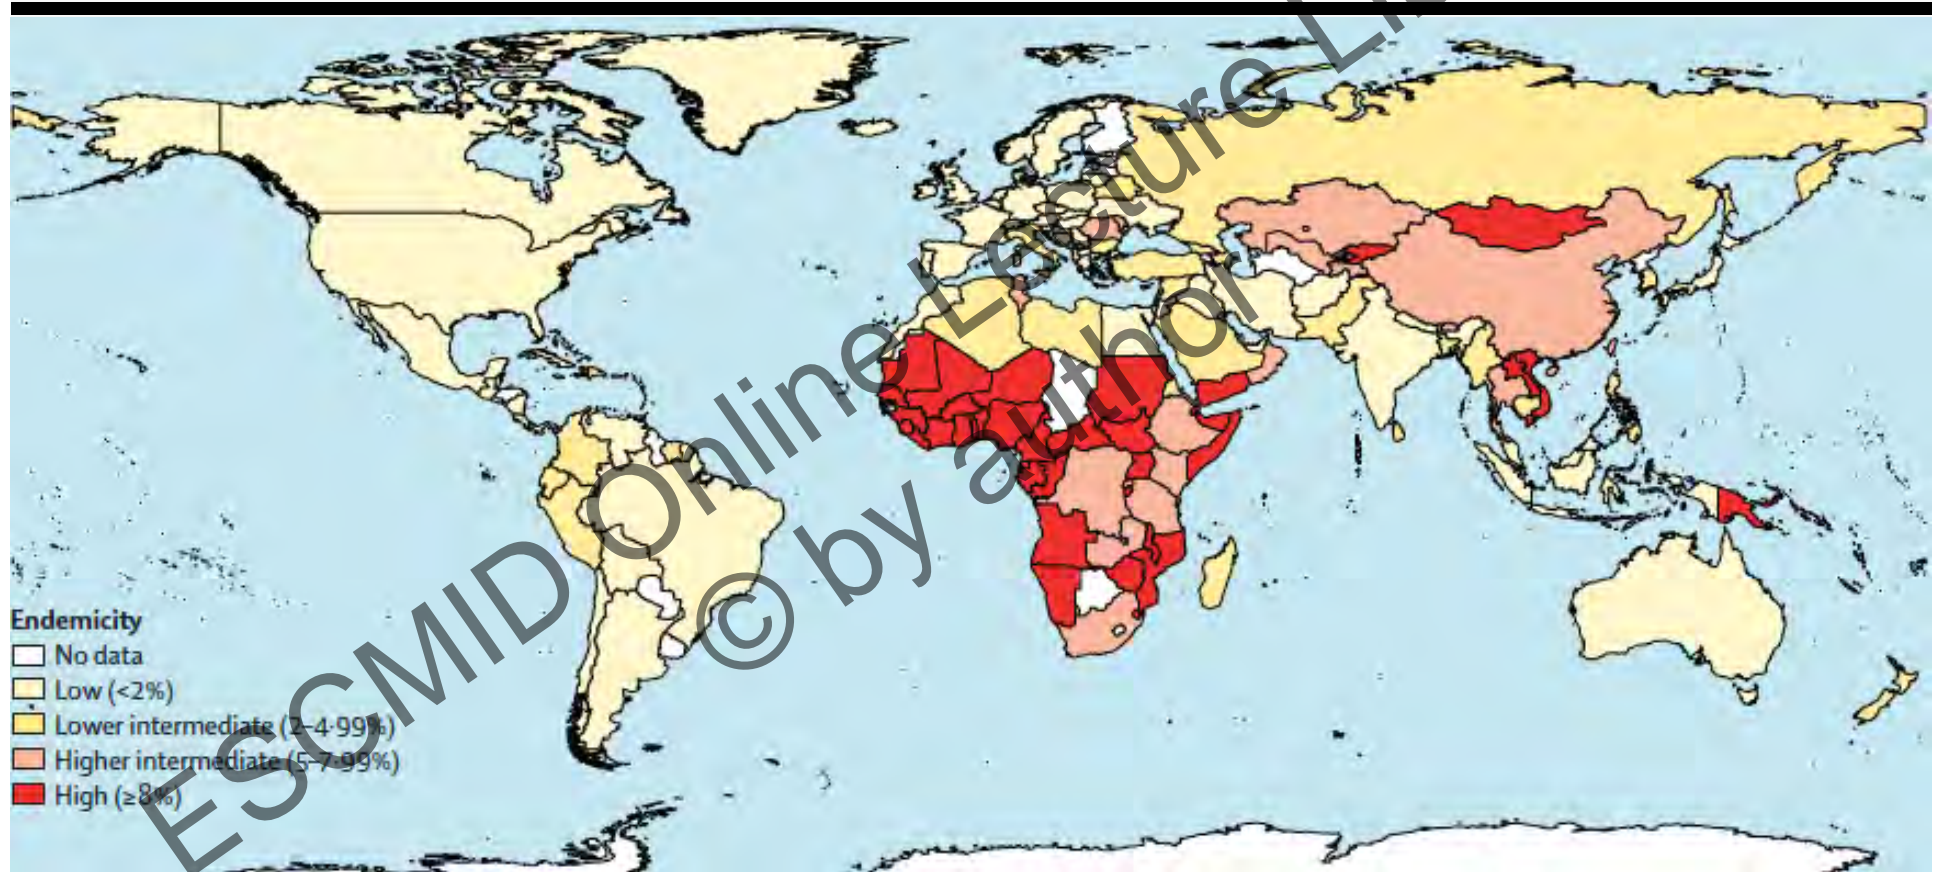 ESCMID Online Lecture Li
© by author
Endemicity
No data
Low (<2%)
Lower intermediate (2–4·99%)
Higher intermediate (5–7·99%)
High (≥8%)